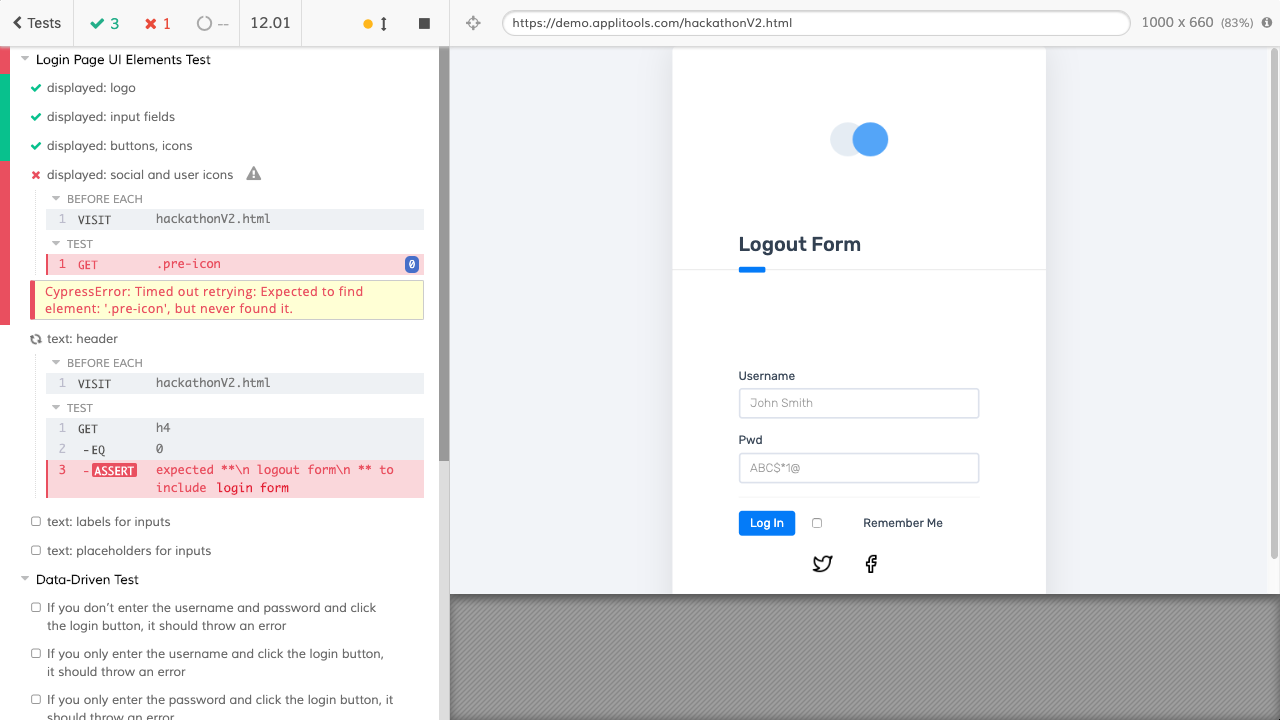 Tests
3
1
--
12.01
https://demo.applitools.com/hackathonV2.html
1000 x 660 (83%)
Login Page UI Elements Test
displayed: logo
displayed: input fields
displayed: buttons, icons
displayed: social and user icons
BEFORE EACH
1 VISIT hackathonV2.html
TEST
1 GET .pre-icon 0
CypressError: Timed out retrying: Expected to find
element: '.pre-icon', but never found it.
text: header
BEFORE EACH
1 VISIT hackathonV2.html
TEST
1 GET h4
2 -EQ 0
3 -ASSERT expected **\n logout form\n ** to
include login form
text: labels for inputs
text: placeholders for inputs
Data-Driven Test
If you don't enter the username and password and click
the login button, it should throw an error
If you only enter the username and click the login button,
it should throw an error
If you only enter the password and click the login button, it
should throw an error
Logout Form
Username
John Smith
Pwd
ABC$*1@
Log In
Remember Me